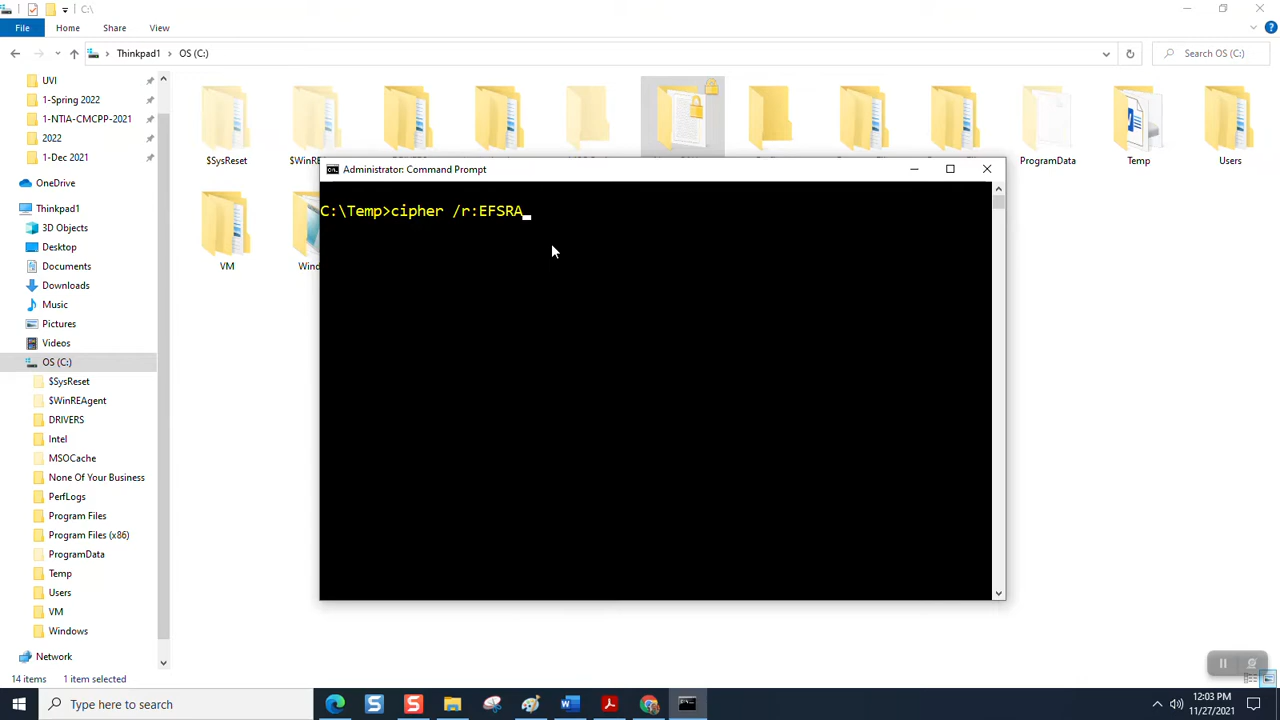 C:\
File
Home
Share
View
Thinkpad1 > OS (C:)
Search OS (C:)
UVI
1-Spring 2022
1-NTIA-CMCPP-2021
2022
1-Dec 2021
OneDrive
Thinkpad1
3D Objects
Desktop
Documents
Downloads
Music
Pictures
Videos
OS (C:)
$SysReset
$WinREAgent
DRIVERS
Intel
MSOCache
None Of Your Business
PerfLogs
Program Files
Program Files (x86)
ProgramData
Temp
Users
VM
Windows
Network
$SysReset
ProgramData
Temp
Users
VM
Administrator: Command Prompt
C:\Temp>cipher /r:EFSRA
14 items
1 item selected
Type here to search
12:03 PM
11/27/2021